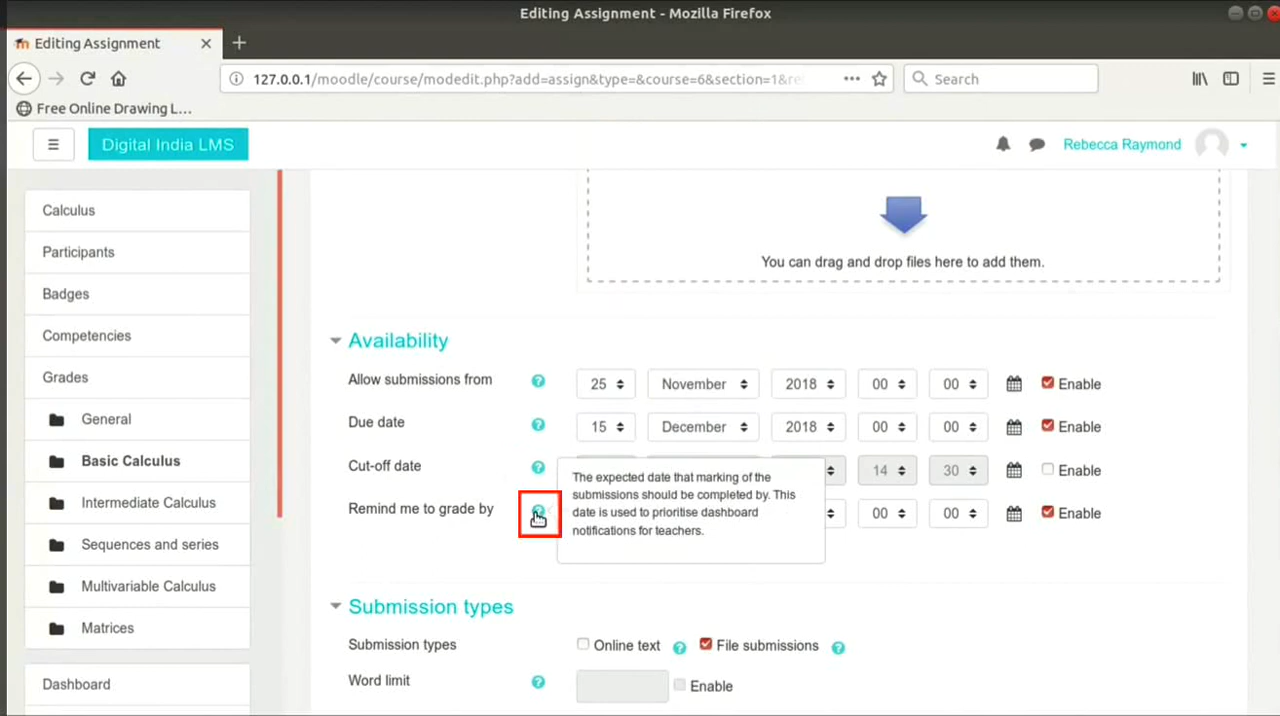 Editing Assignment - Mozilla Firefox
Editing Assignment
127.0.0.1/moodle/course/modedit.php?add=assign&type=&course=6&section=1&re
Search
Free Online Drawing L...
Digital India LMS
Rebecca Raymond
Calculus
Participants
Badges
Competencies
Grades
General
Basic Calculus
Intermediate Calculus
Sequences and series
Multivariable Calculus
Matrices
Dashboard
You can drag and drop files here to add them.
Availability
Allow submissions from ? 25 November 2018 00 00 Enable
Due date ? 15 December 2018 00 00 Enable
Cut-off date ? 14 30 Enable
Remind me to grade by 00 00 Enable
The expected date that marking of the
submissions should be completed by. This
date is used to prioritise dashboard
notifications for teachers.
Submission types
Submission types Online text ? File submissions ?
Word limit ? Enable